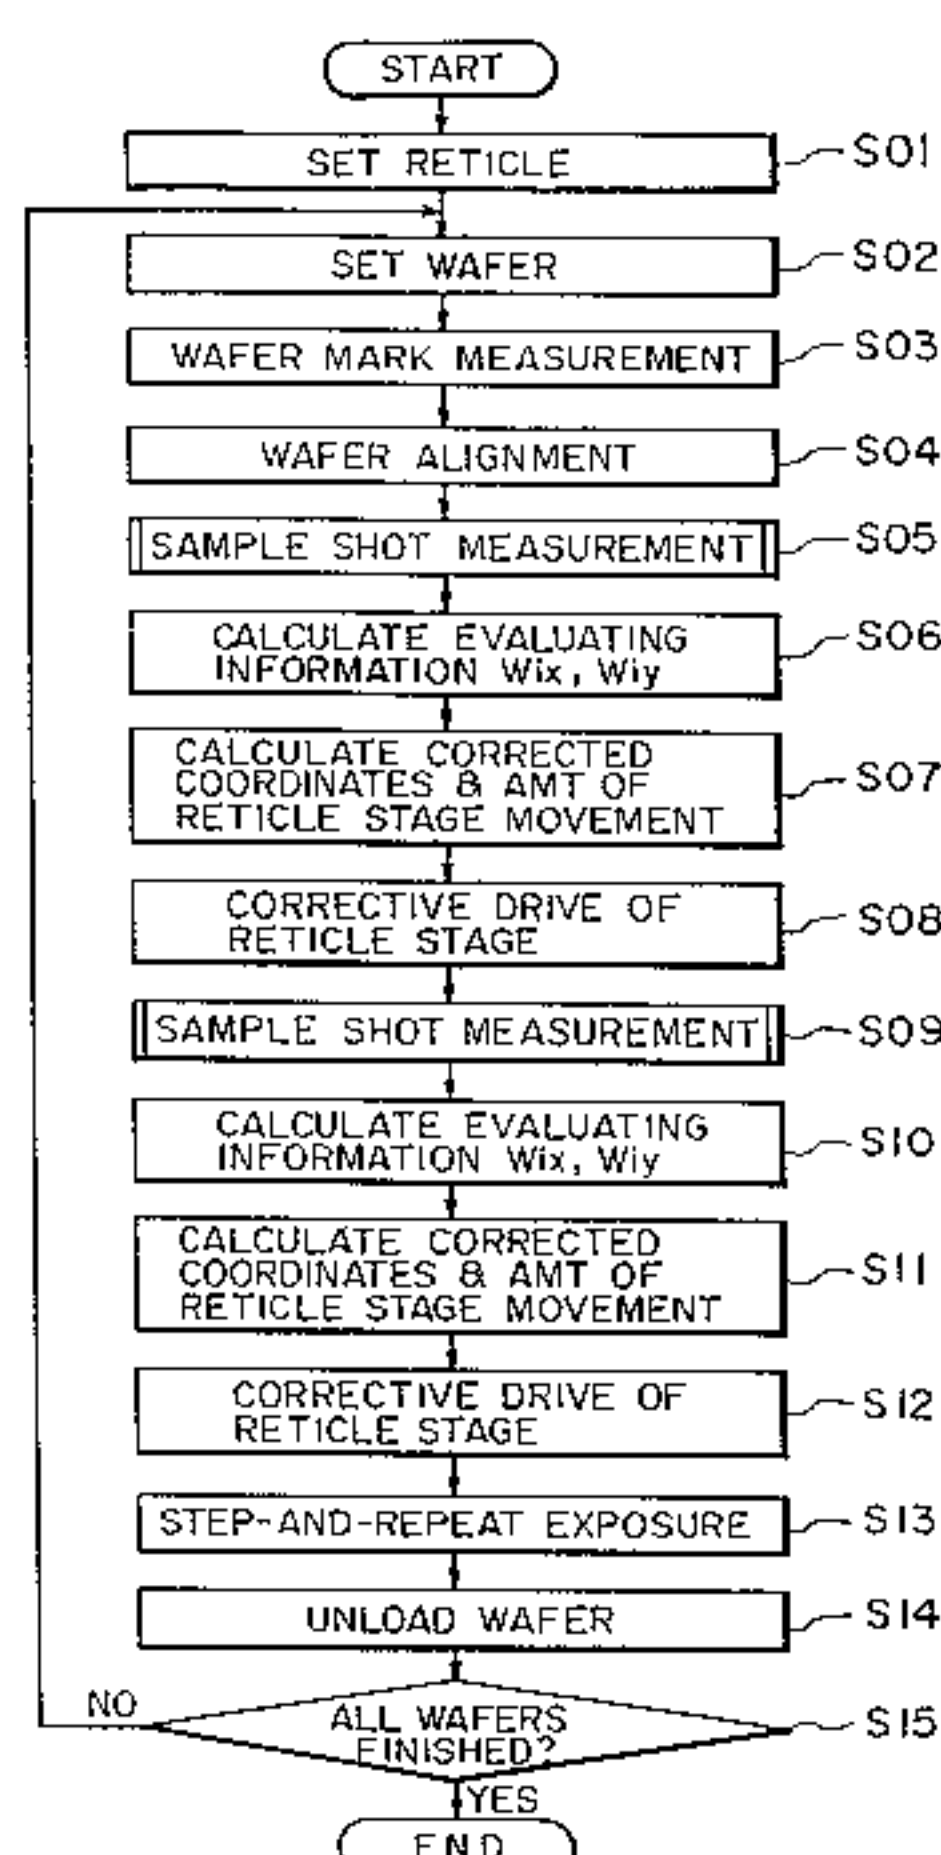 START
SET RETICLE
S01
SET WAFER
S02
WAFER MARK MEASUREMENT
S03
WAFER ALIGNMENT
S04
SAMPLE SHOT MEASUREMENT
S05
CALCULATE EVALUATING
INFORMATION Wix, Wiy
S06
CALCULATE CORRECTED
COORDINATES & AMT OF
RETICLE STAGE MOVEMENT
S07
CORRECTIVE DRIVE OF
RETICLE STAGE
S08
SAMPLE SHOT MEASUREMENT
S09
CALCULATE EVALUATING
INFORMATION Wix, Wiy
S10
CALCULATE CORRECTED
COORDINATES & AMT OF
RETICLE STAGE MOVEMENT
S11
CORRECTIVE DRIVE OF
RETICLE STAGE
S12
STEP-AND-REPEAT EXPOSURE
S13
UNLOAD WAFER
S14
NO
ALL WAFERS
FINISHED?
S15
YES
END